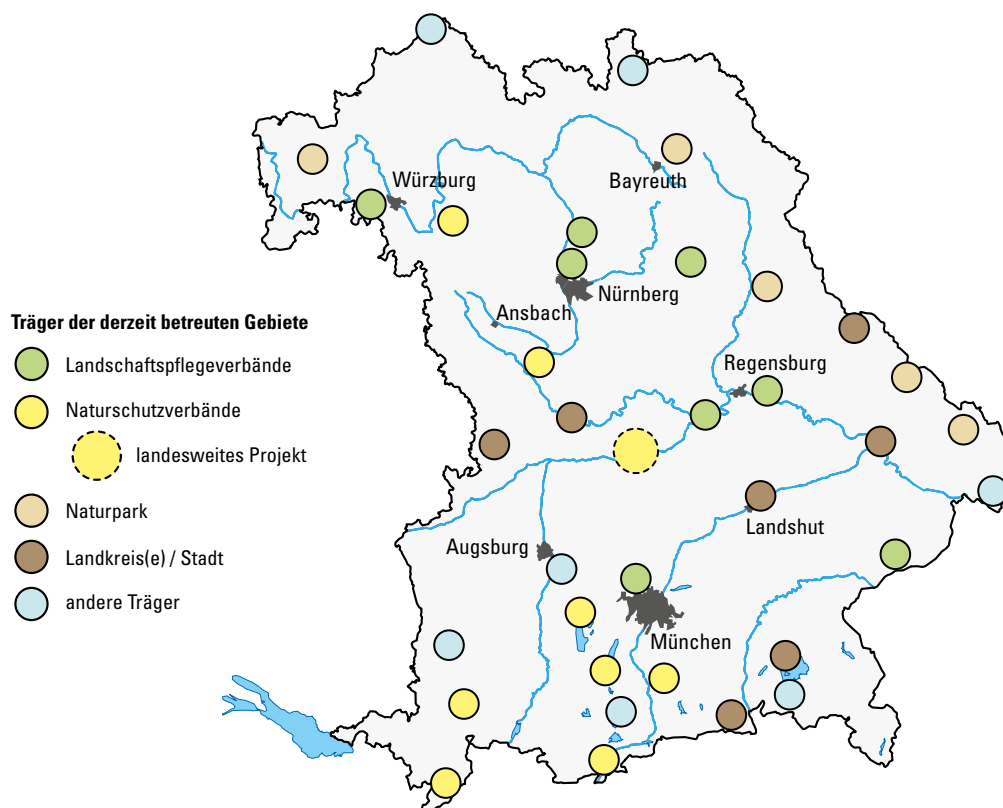 Würzburg
Bayreuth
Nürnberg
Ansbach
Träger der derzeit betreuten Gebiete
Landschaftspflegeverbände
Regensburg
Naturschutzverbände
landesweites Projekt
Naturpark
Landshut
Landkreis(e) / Stadt
Augsburg
andere Träger
München